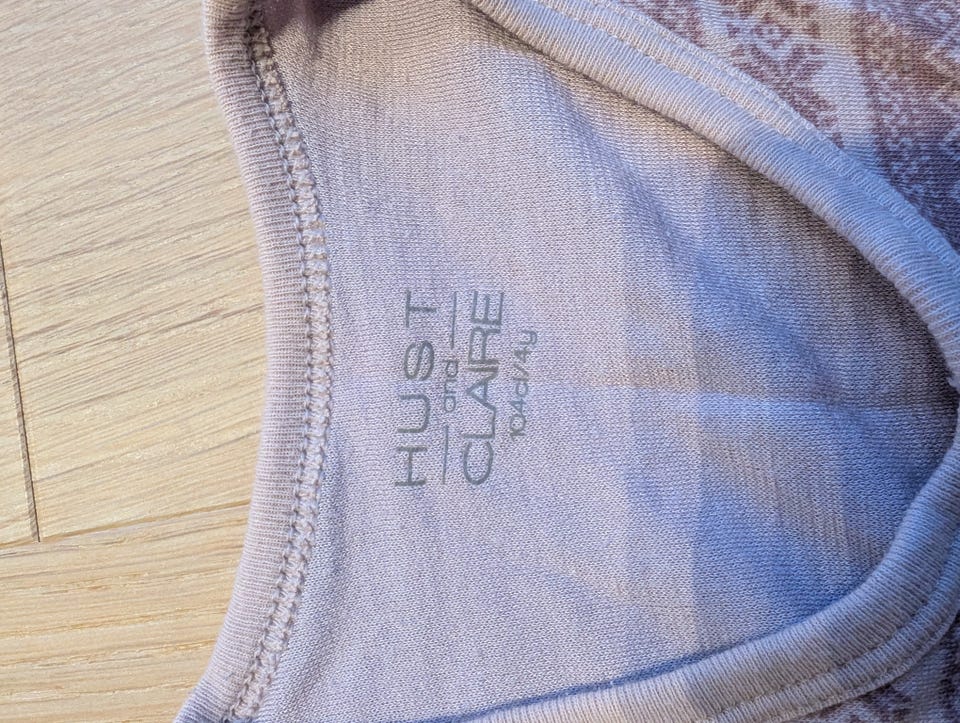 HUST
and
CLAIRE
104cl/4y